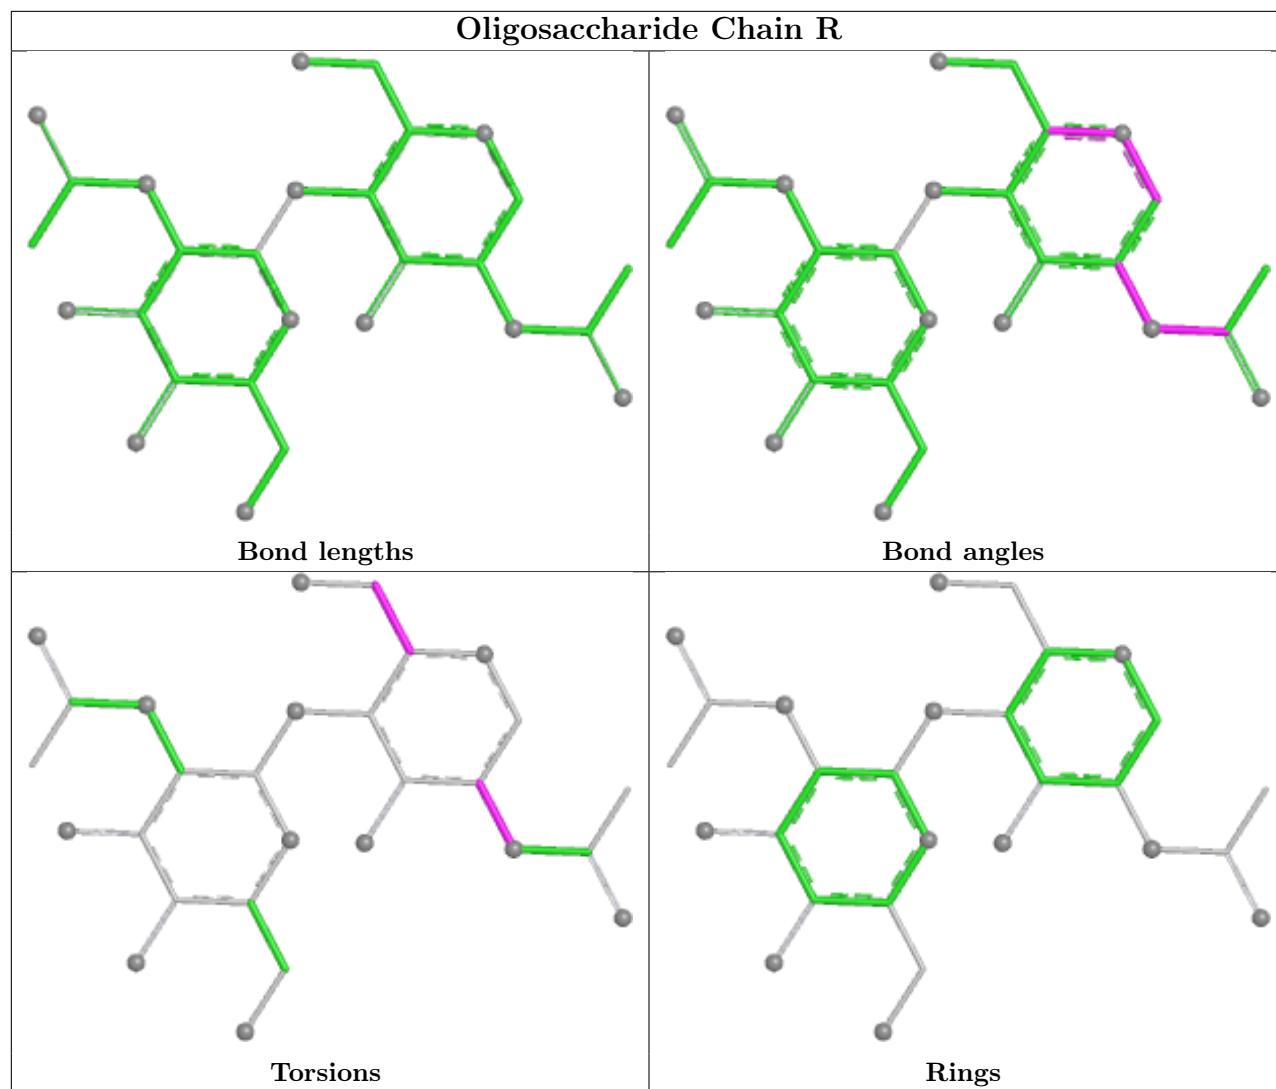 Oligosaccharide Chain R
Bond lengths
Bond angles
Torsions
Rings